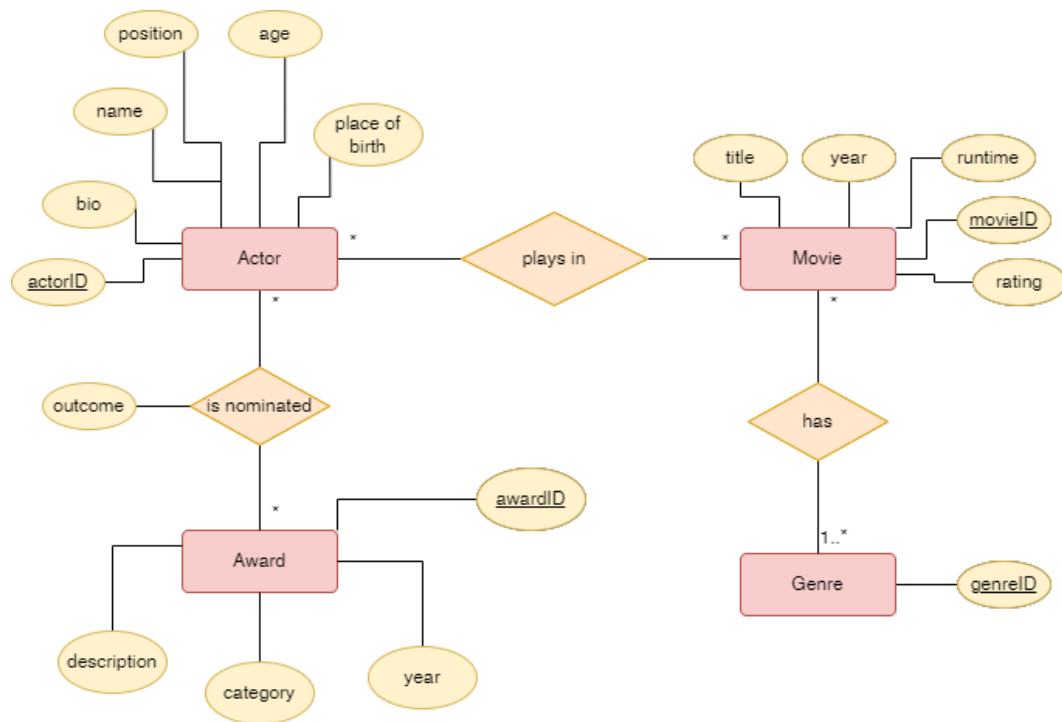 position
age
name
place of
birth
title
year
runtime
bio
movieID
*
*
Actor
plays in
Movie
actorID
rating
*
*
outcome
is nominated
has
awardID
*
1..*
Award
Genre
genreID
description
category
year